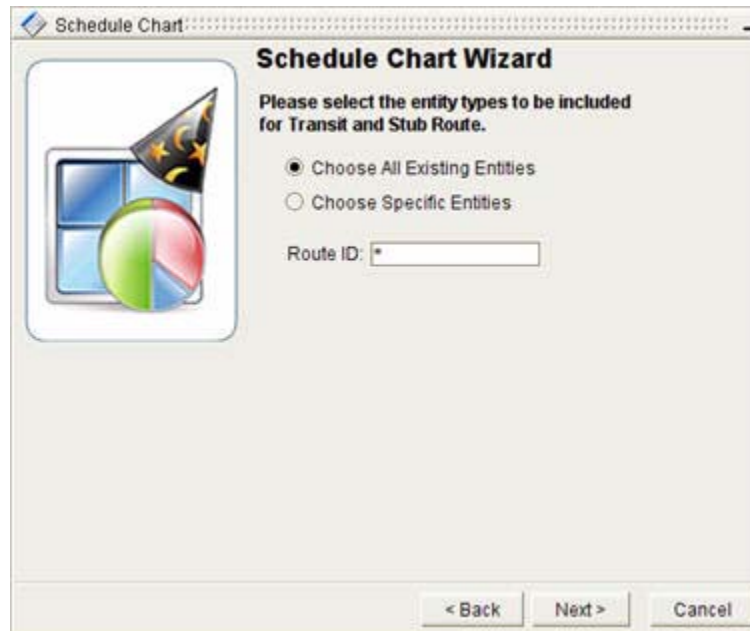 Schedule Chart
Schedule Chart Wizard
Please select the entity types to be included
for Transit and Stub Route.
Choose All Existing Entities
Choose Specific Entities
Route ID: *
< Back Next > Cancel